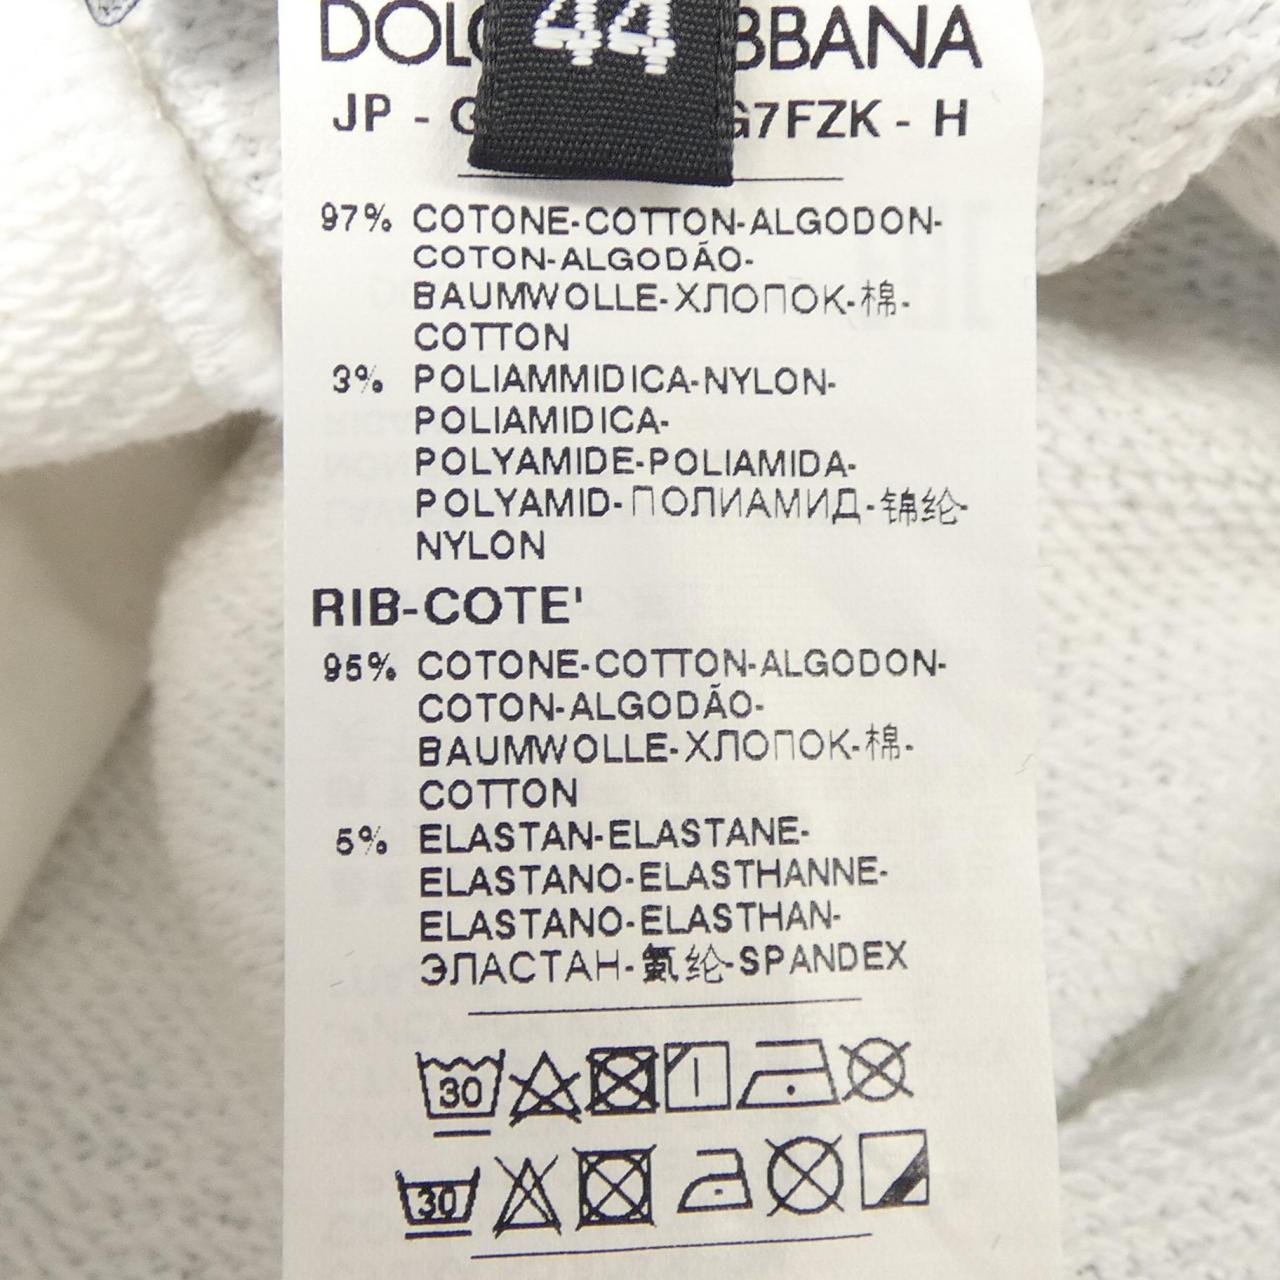 44
JP - G7FZK - H
97% COTONE-COTTON-ALGODON-
COTON-ALGODÃO-
BAUMWOLLE-ХЛОПОК-棉-
COTTON
3% POLIAMMIDICA-NYLON-
POLIAMIDICA-
POLYAMIDE-POLIAMIDA-
POLYAMID-ПОЛИАМИД-锦纶-
NYLON
RIB-COTE'
95% COTONE-COTTON-ALGODON-
COTON-ALGODÃO-
BAUMWOLLE-ХЛОПОК-棉-
COTTON
5% ELASTAN-ELASTANE-
ELASTANO-ELASTHANNE-
ELASTANO-ELASTHAN-
ЭЛАСТАН-氨纶-SPANDEX
30
30